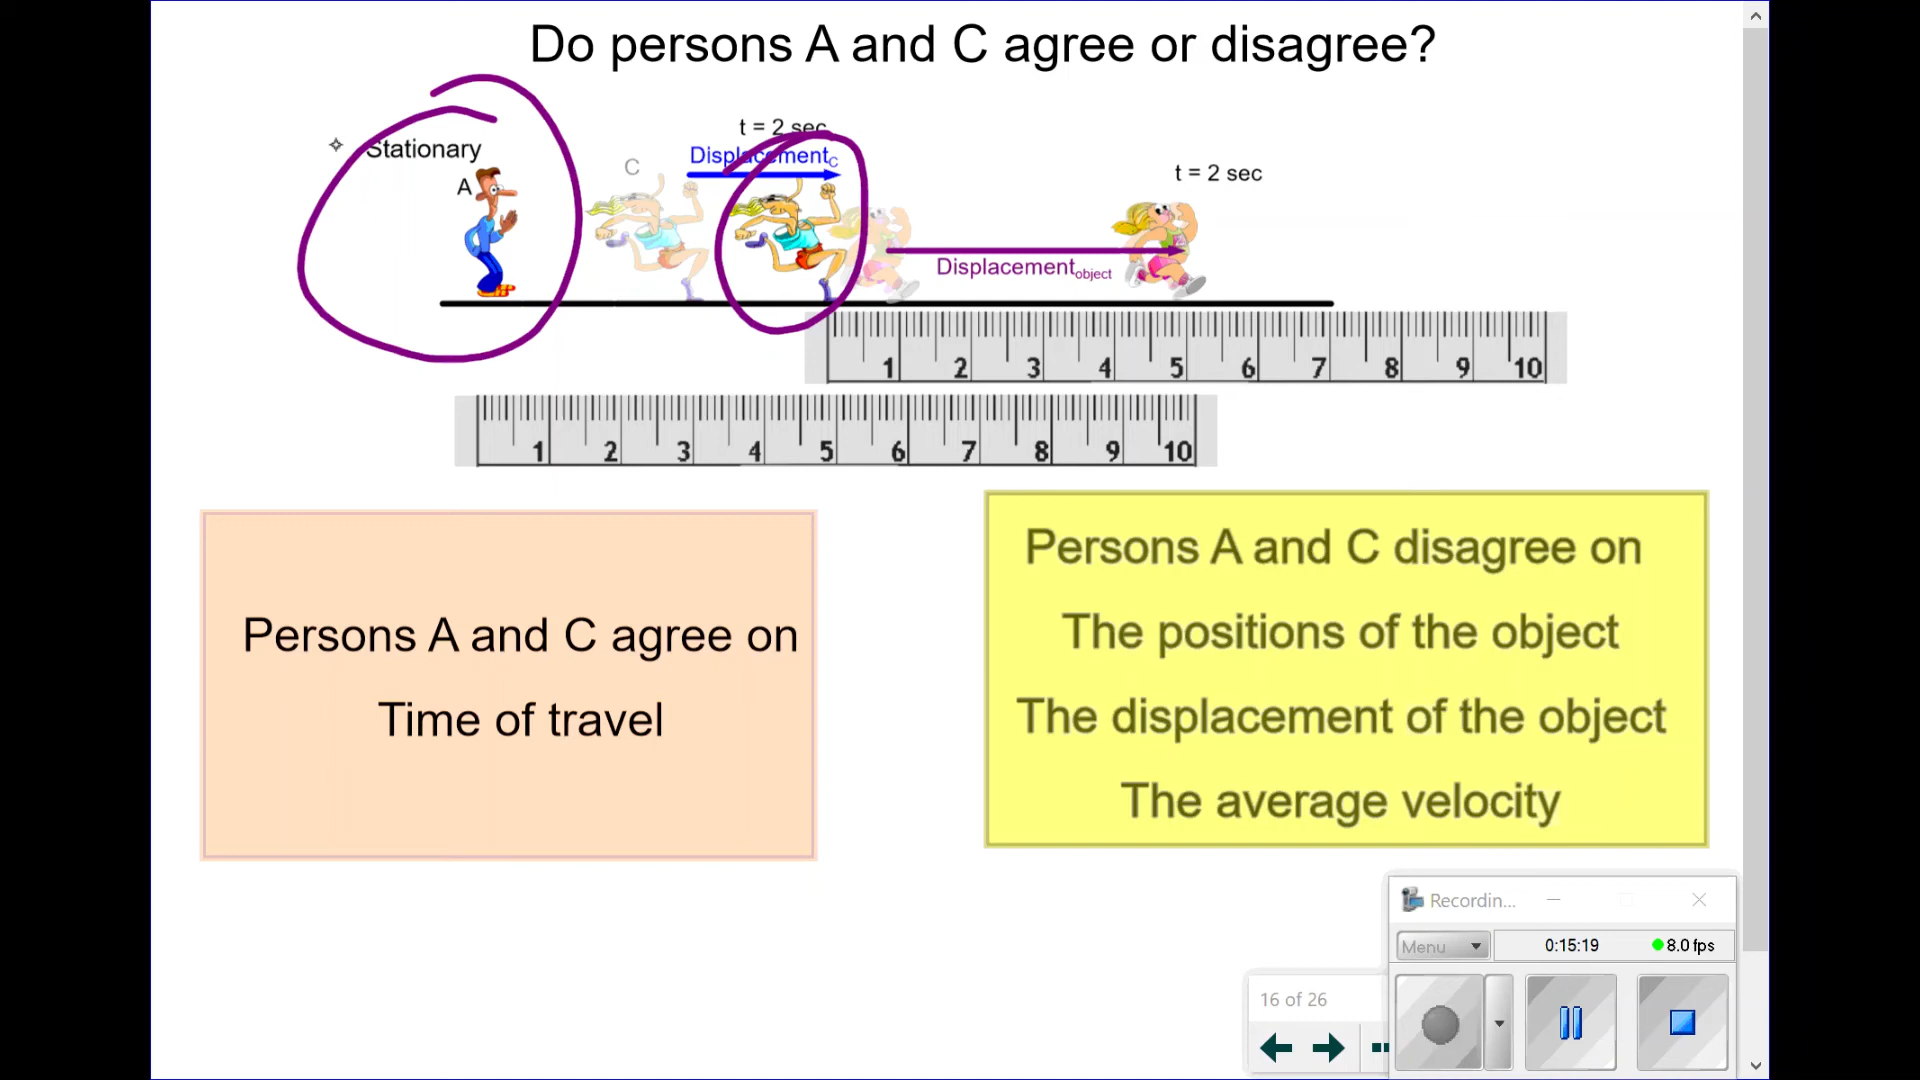 Do persons A and C agree or disagree?
t = 2 sec
Stationary
DisplacementC
C
t = 2 sec
A
Displacementobject
1 2 3 4 5 6 7 8 9 10
1 2 3 4 5 6 7 8 9 10
Persons A and C agree on
Time of travel
Persons A and C disagree on
The positions of the object
The displacement of the object
The average velocity
Recordin...
Menu 0:15:19 8.0 fps
16 of 26